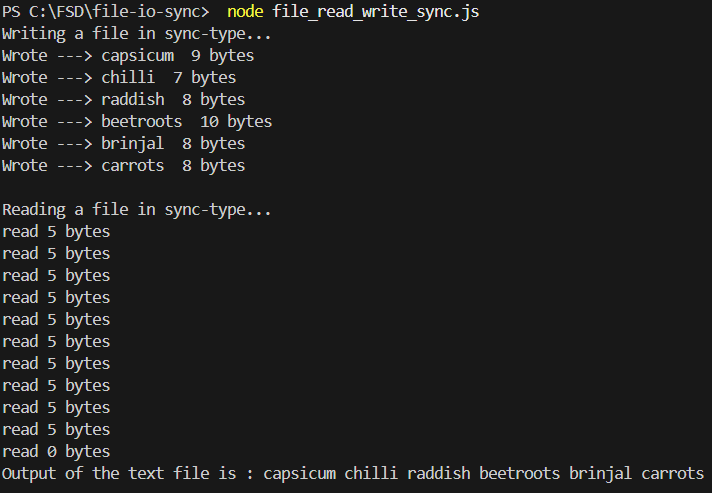 PS C:\FSD\file-io-sync>  node file_read_write_sync.js
Writing a file in sync-type...
Wrote ---> capsicum  9 bytes
Wrote ---> chilli  7 bytes
Wrote ---> raddish  8 bytes
Wrote ---> beetroots  10 bytes
Wrote ---> brinjal  8 bytes
Wrote ---> carrots  8 bytes

Reading a file in sync-type...
read 5 bytes
read 5 bytes
read 5 bytes
read 5 bytes
read 5 bytes
read 5 bytes
read 5 bytes
read 5 bytes
read 5 bytes
read 5 bytes
read 0 bytes
Output of the text file is : capsicum chilli raddish beetroots brinjal carrots